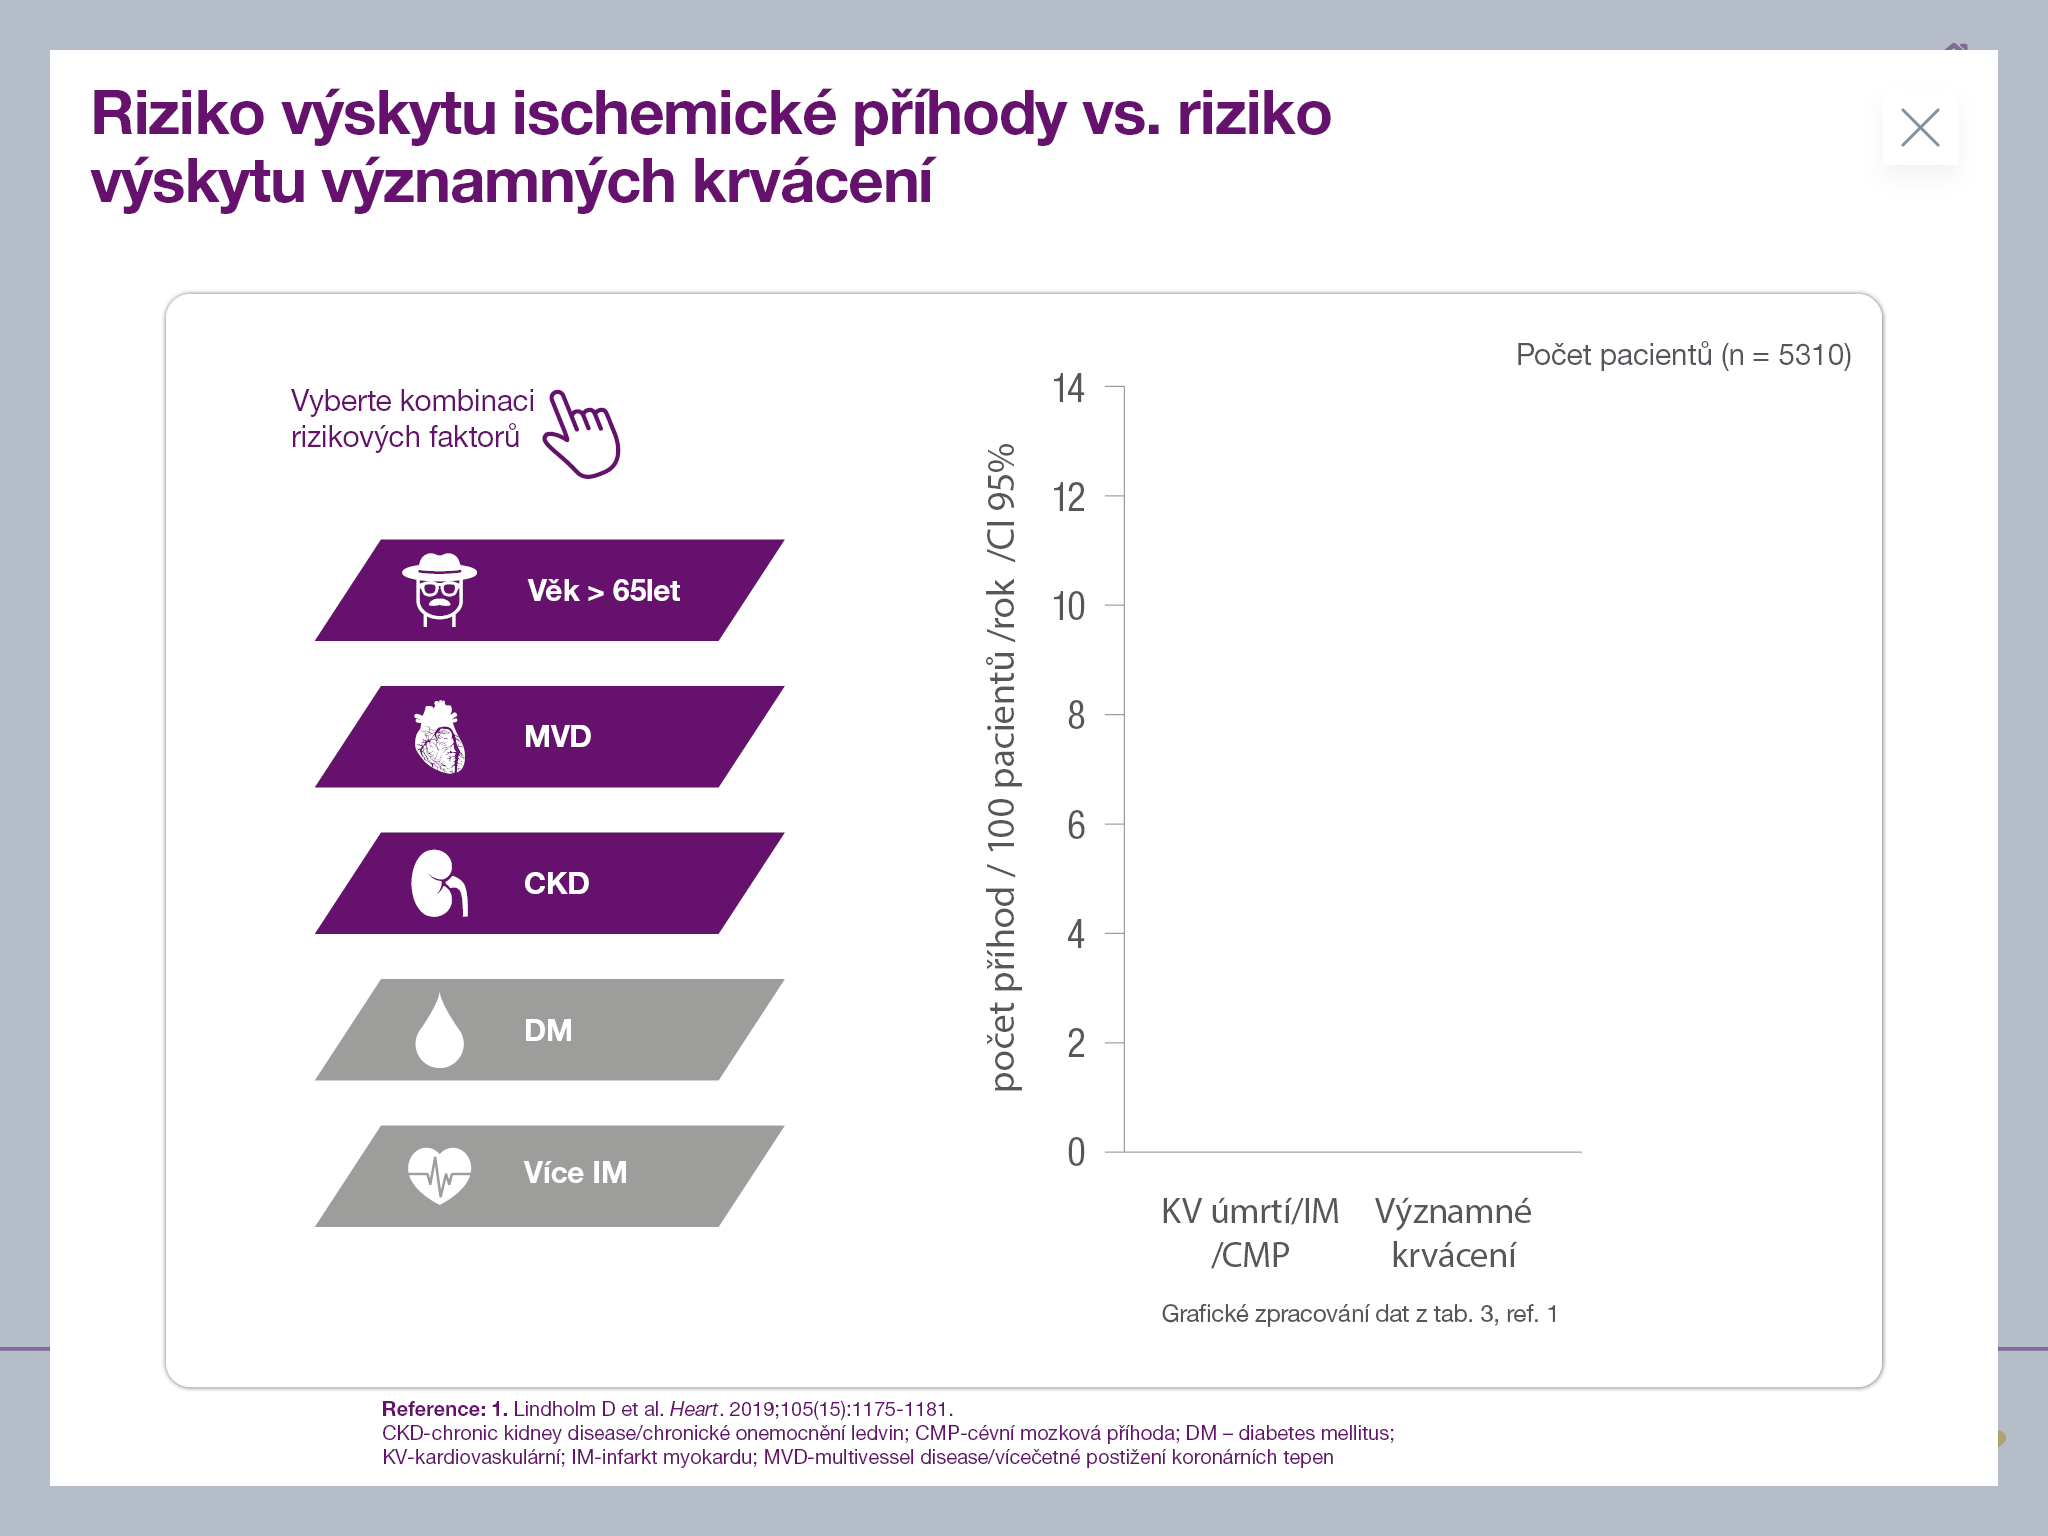 Riziko výskytu ischemické příhody vs. riziko
výskytu významných krvácení
Počet pacientů (n = 5310)
Vyberte kombinaci
rizikových faktorů
Věk > 65let
MVD
CKD
DM
Více IM
počet příhod / 100 pacientů /rok /CI 95%
14
12
10
8
6
4
2
0
KV úmrtí/IM
/CMP
Významné
krvácení
Grafické zpracování dat z tab. 3, ref. 1
Reference: 1. Lindholm D et al. Heart. 2019;105(15):1175-1181.
CKD-chronic kidney disease/chronické onemocnění ledvin; CMP-cévní mozková příhoda; DM – diabetes mellitus;
KV-kardiovaskulární; IM-infarkt myokardu; MVD-multivessel disease/vícečetné postižení koronárních tepen